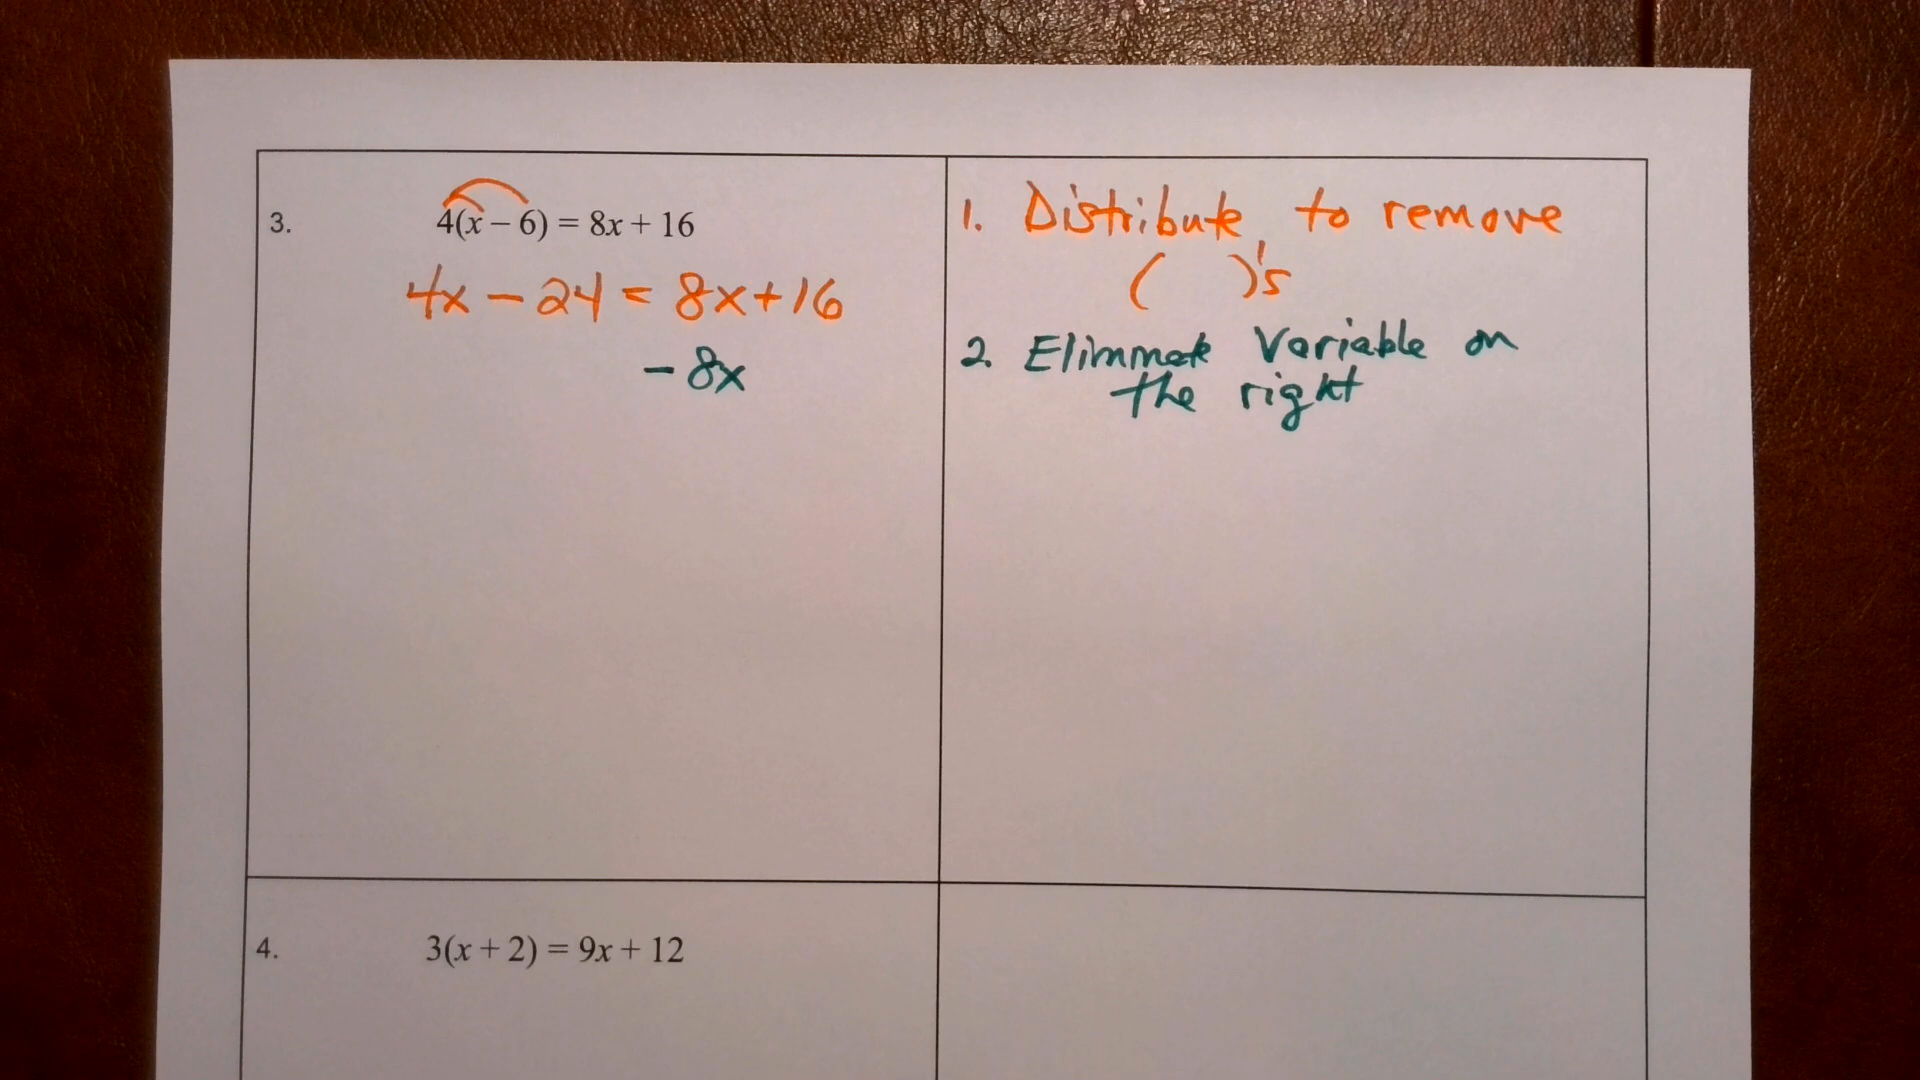 3. 4(x − 6) = 8x + 16
4x − 24 = 8x + 16
− 8x
1. Distribute to remove
( )'s
2. Eliminate Variable on
the right
4. 3(x + 2) = 9x + 12